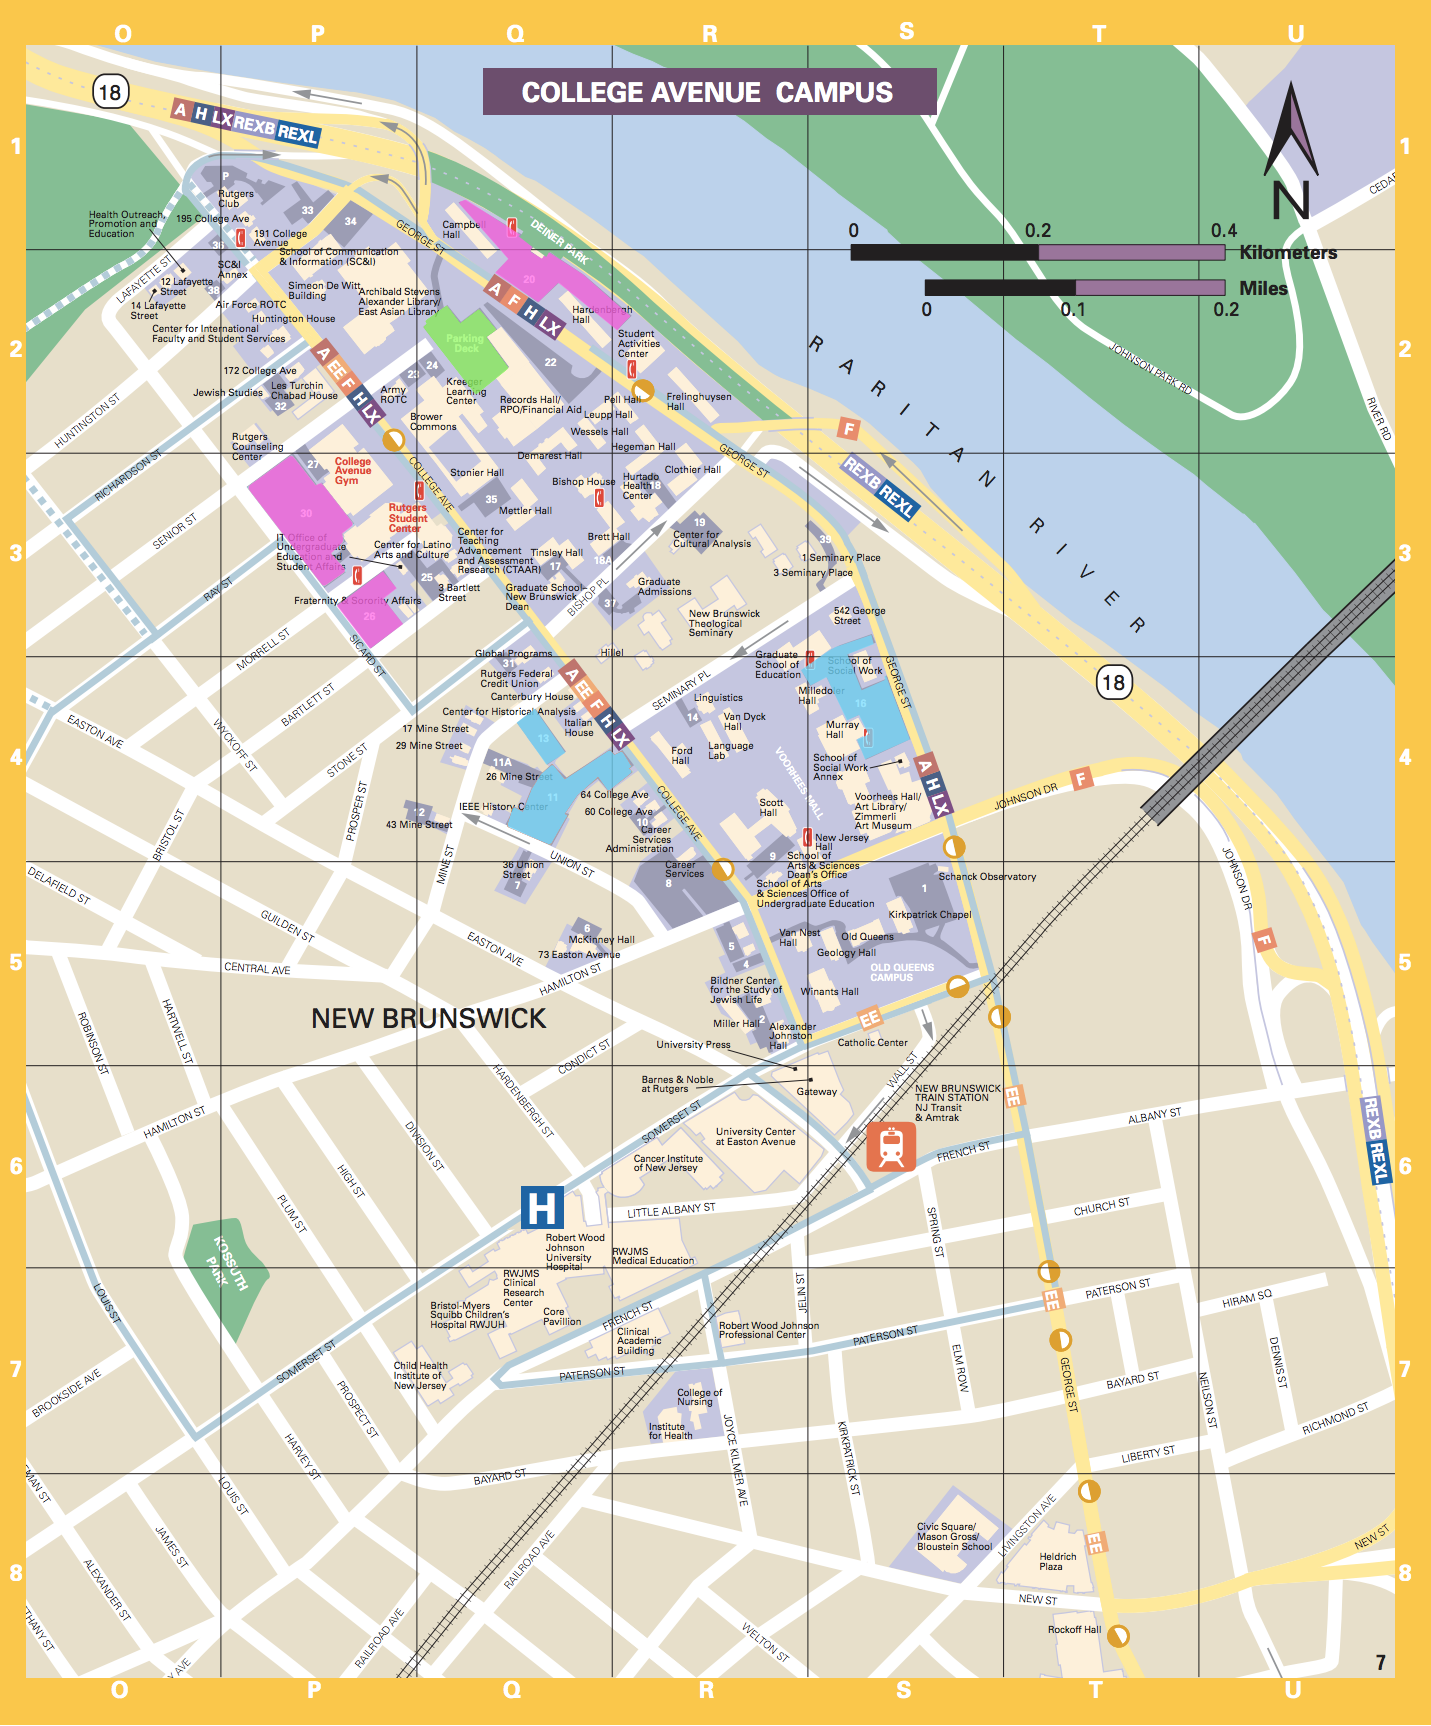 O P Q R S T U
COLLEGE AVENUE CAMPUS
18
A H LX REXB REXL
1
1
N
CEDAR
P
Rutgers
Club
33
34
195 College Ave
Health Outreach,
Promotion and
Education
191 College
Avenue
36
School of Communication
& Information (SC&I)
GEORGE ST
Campbell
Hall
DEINER PARK
0 0.2 0.4
Kilometers
Miles
0 0.1 0.2
LAFAYETTE ST
12 Lafayette
Street
14 Lafayette
Street
SC&I
Annex
38
Air Force ROTC
Simeon De Witt
Building
Huntington House
Archibald Stevens
Alexander Library/
East Asian Library
Center for International
Faculty and Student Services
20
A F H LX
Hardenbergh
Hall
Student
Activities
Center
Parking
Deck
2
2
RARITAN RIVER
JOHNSON PARK RD
RIVER RD
172 College Ave
Jewish Studies
Les Turchin
Chabad House
32
A EE F H LX
Army
ROTC
23
24
Kreeger
Learning
Center
22
Records Hall/
RPO/Financial Aid
Pell Hall
Leupp Hall
Frelinghuysen
Hall
Brower
Commons
Wessels Hall
Hegeman Hall
Demarest Hall
HUNTINGTON ST
RICHARDSON ST
Rutgers
Counseling
Center
27
College
Avenue
Gym
COLLEGE AVE
Stonier Hall
Bishop House
Hurtado
Health
Center
18
Clothier Hall
GEORGE ST
F
REXB REXL
30
Rutgers
Student
Center
35
Mettler Hall
SENIOR ST
IT Office of
Undergraduate
Education and
Student Affairs
Center for Latino
Arts and Culture
Center for
Teaching
Advancement
and Assessment
Research (CTAAR)
Tinsley Hall
Brett Hall
19
Center for
Cultural Analysis
39
1 Seminary Place
3 Seminary Place
3
3
17
18A
25
3 Bartlett
Street
Graduate School-
New Brunswick
Dean
BISHOP PL
37
Graduate
Admissions
RAY ST
Fraternity & Sorority Affairs
28
New Brunswick
Theological
Seminary
542 George
Street
MORRELL ST
SICARD ST
Global Programs
31
Hillel
Rutgers Federal
Credit Union
Canterbury House
A EE F H LX
SEMINARY PL
Graduate
School of
Education
School of
Social Work
GEORGE ST
18
BARTLETT ST
Center for Historical Analysis
17 Mine Street
29 Mine Street
Italian
House
13
Linguistics
14
Van Dyck
Hall
Milledoler
Hall
16
Murray
Hall
EASTON AVE
WYCKOFF ST
STONE ST
11A
26 Mine Street
Ford
Hall
Language
Lab
VOORHEES MALL
School of
Social Work
Annex
A H LX
4
4
JOHNSON DR
F
PROSPER ST
BRISTOL ST
12
43 Mine Street
IEEE History Center
11
64 College Ave
60 College Ave
10
COLLEGE AVE
Career
Services
Administration
Scott
Hall
Voorhees Hall/
Art Library/
Zimmerli
Art Museum
New Jersey
Hall
9
School of
Arts & Sciences
Dean's Office
School of Arts
& Sciences Office of
Undergraduate Education
MINE ST
UNION ST
36 Union
Street
7
Career
Services
8
1
Schanck Observatory
Kirkpatrick Chapel
JOHNSON DR
DELAFIELD ST
GUILDEN ST
6
McKinney Hall
73 Easton Avenue
EASTON AVE
HAMILTON ST
5
4
Van Nest
Hall
Old Queens
Geology Hall
OLD QUEENS
CAMPUS
F
5
5
CENTRAL AVE
Bildner Center
for the Study of
Jewish Life
Winants Hall
NEW BRUNSWICK
Miller Hall
2
Alexander
Johnston
Hall
EE
Catholic Center
ROBINSON ST
HARTWELL ST
CONDICT ST
HARDENBERGH ST
University Press
Barnes & Noble
at Rutgers
Gateway
WALL ST
NEW BRUNSWICK
TRAIN STATION
NJ Transit
& Amtrak
EE
ALBANY ST
REXB REXL
HAMILTON ST
DIVISION ST
SOMERSET ST
University Center
at Easton Avenue
Cancer Institute
of New Jersey
FRENCH ST
6
6
HIGH ST
PLUM ST
H
LITTLE ALBANY ST
SPRING ST
CHURCH ST
KOSSUTH
PARK
Robert Wood
Johnson
University
Hospital
RWJMS
Medical Education
RWJMS
Clinical
Research
Center
Core
Pavillion
Bristol-Myers
Squibb Children's
Hospital RWJUH
FRENCH ST
JELIN ST
EE
PATERSON ST
HIRAM SQ
LOUIS ST
Clinical
Academic
Building
Robert Wood Johnson
Professional Center
PATERSON ST
ELM ROW
GEORGE ST
DENNIS ST
7
7
SOMERSET ST
Child Health
Institute of
New Jersey
PATERSON ST
BAYARD ST
NEILSON ST
BROOKSIDE AVE
PROSPECT ST
College of
Nursing
Institute
for Health
JOYCE KILMER AVE
KIRKPATRICK ST
RICHMOND ST
HARVEY ST
LIBERTY ST
BAYARD ST
LOUIS ST
MAN ST
JAMES ST
RAILROAD AVE
Civic Square/
Mason Gross/
Bloustein School
LIVINGSTON AVE
Heldrich
Plaza
EE
NEW ST
8
8
ALEXANDER ST
NEW ST
THANY ST
RAILROAD AVE
WELTON ST
Rockoff Hall
AVE
7
O P Q R S T U